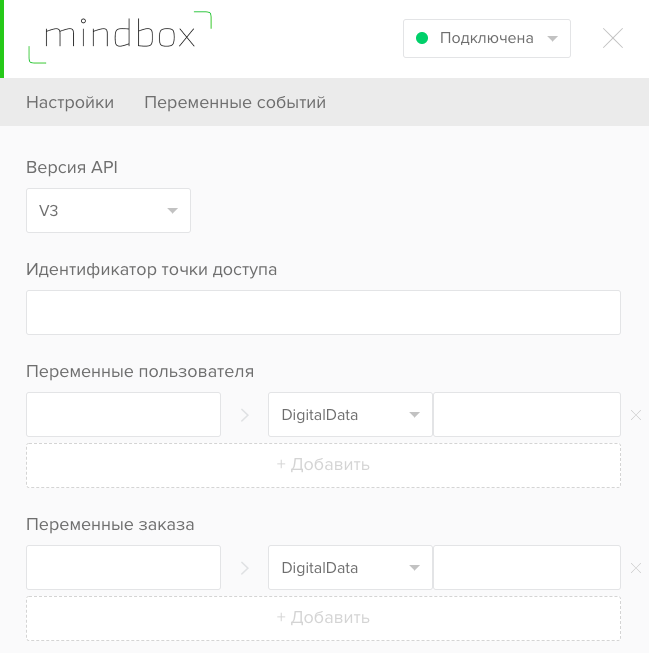 mindbox
Подключена
Настройки Переменные событий
Версия API
V3
Идентификатор точки доступа
Переменные пользователя
DigitalData
+ Добавить
Переменные заказа
DigitalData
+ Добавить